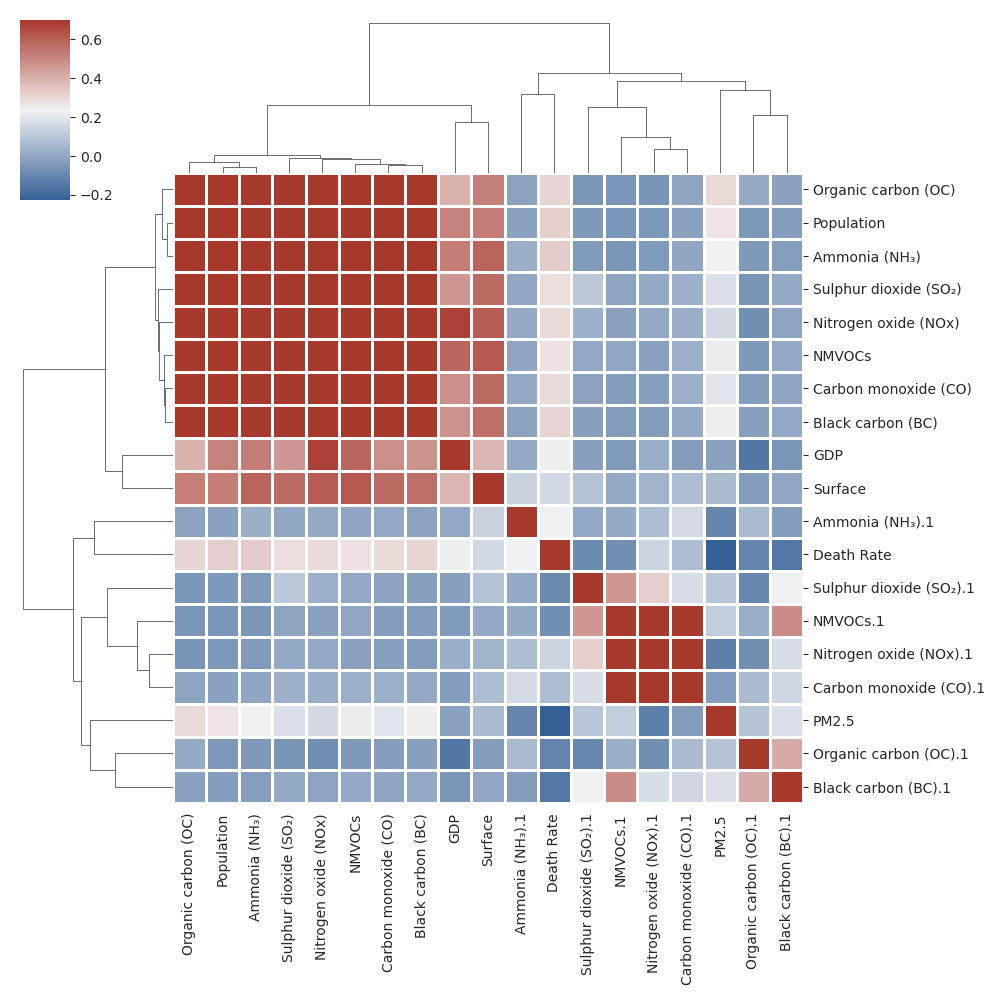 0.6
0.4
0.2
0.0
−0.2
Organic carbon (OC)
Population
Ammonia (NH₃)
Sulphur dioxide (SO₂)
Nitrogen oxide (NOx)
NMVOCs
Carbon monoxide (CO)
Black carbon (BC)
GDP
Surface
Ammonia (NH₃).1
Death Rate
Sulphur dioxide (SO₂).1
NMVOCs.1
Nitrogen oxide (NOx).1
Carbon monoxide (CO).1
PM2.5
Organic carbon (OC).1
Black carbon (BC).1
Organic carbon (OC)
Population
Ammonia (NH₃)
Sulphur dioxide (SO₂)
Nitrogen oxide (NOx)
NMVOCs
Carbon monoxide (CO)
Black carbon (BC)
GDP
Surface
Ammonia (NH₃).1
Death Rate
Sulphur dioxide (SO₂).1
NMVOCs.1
Nitrogen oxide (NOx).1
Carbon monoxide (CO).1
PM2.5
Organic carbon (OC).1
Black carbon (BC).1